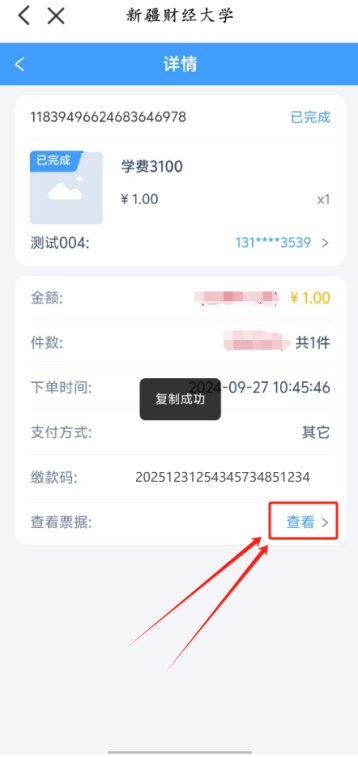 新疆财经大学
详情
11839496624683646978 已完成
已完成
学费3100
¥ 1.00 x1
测试004: 131****3539 >
金额: ¥ 1.00
件数: 共1件
下单时间: 2024-09-27 10:45:46
复制成功
支付方式: 其它
缴款码: 20251231254345734851234
查看票据: 查看 >